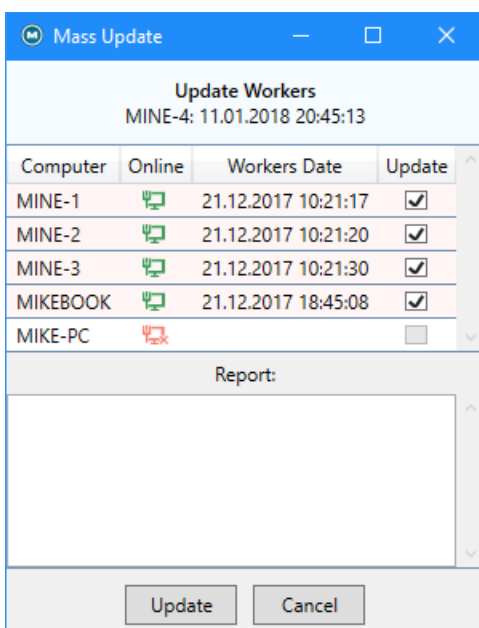 Mass Update
Update Workers
MINE-4: 11.01.2018 20:45:13
Computer Online Workers Date Update
MINE-1 21.12.2017 10:21:17
MINE-2 21.12.2017 10:21:20
MINE-3 21.12.2017 10:21:30
MIKEBOOK 21.12.2017 18:45:08
MIKE-PC
Report:
Update Cancel